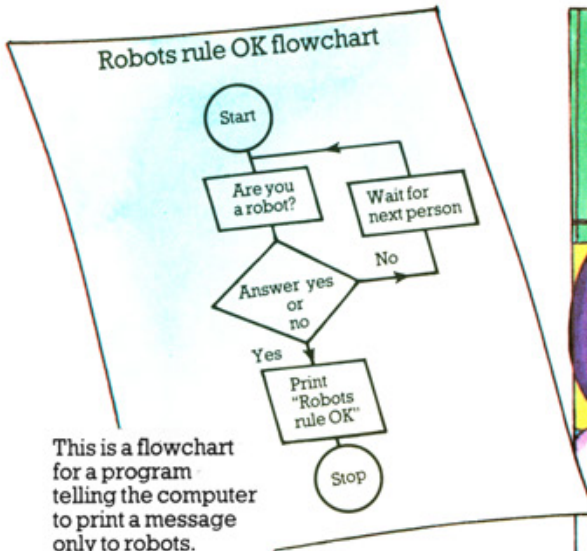 Robots rule OK flowchart
Start
Are you
a robot?
Wait for
next person
Answer yes
or
no
No
Yes
Print
"Robots
rule OK"
Stop
This is a flowchart
for a program
telling the computer
to print a message
only to robots.